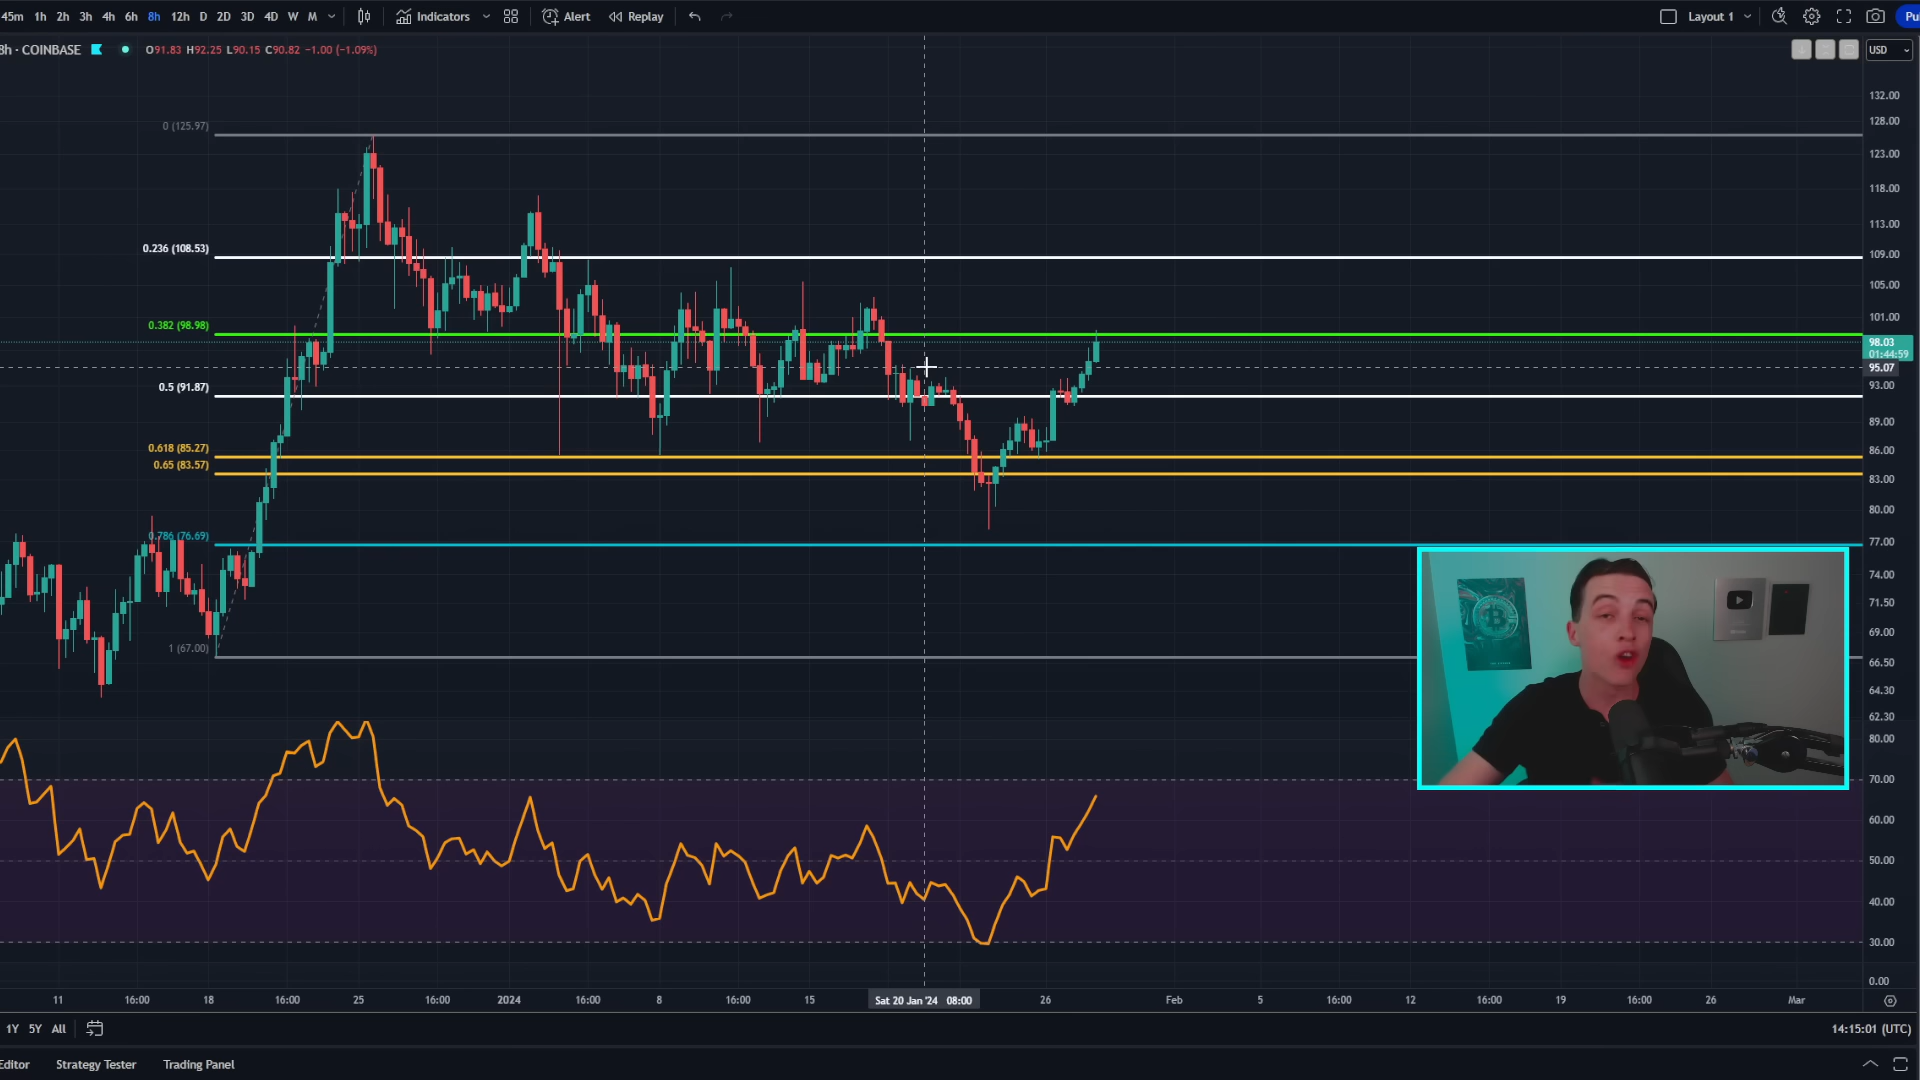 45m 1h 2h 3h 4h 6h 8h 12h D 2D 3D 4D W M Indicators Alert Replay Layout 1
8h · COINBASE O91.83 H92.25 L90.15 C90.82 −1.00 (−1.09%) USD
132.00
0 (125.97) 128.00
123.00
118.00
113.00
0.236 (108.53) 109.00
105.00
101.00
0.382 (98.98)
98.03
01:44:59
95.07
0.5 (91.87) 93.00
89.00
0.618 (85.27) 86.00
0.65 (83.57) 83.00
80.00
0.786 (76.69) 77.00
74.00
71.50
69.00
1 (67.00) 66.50
64.30
62.30
80.00
70.00
60.00
50.00
40.00
30.00
0.00
11 16:00 18 16:00 25 16:00 2024 16:00 8 16:00 15 Sat 20 Jan '24 08:00 26 Feb 5 16:00 12 16:00 19 16:00 26 Mar
1Y 5Y All 14:15:01 (UTC)
Editor Strategy Tester Trading Panel